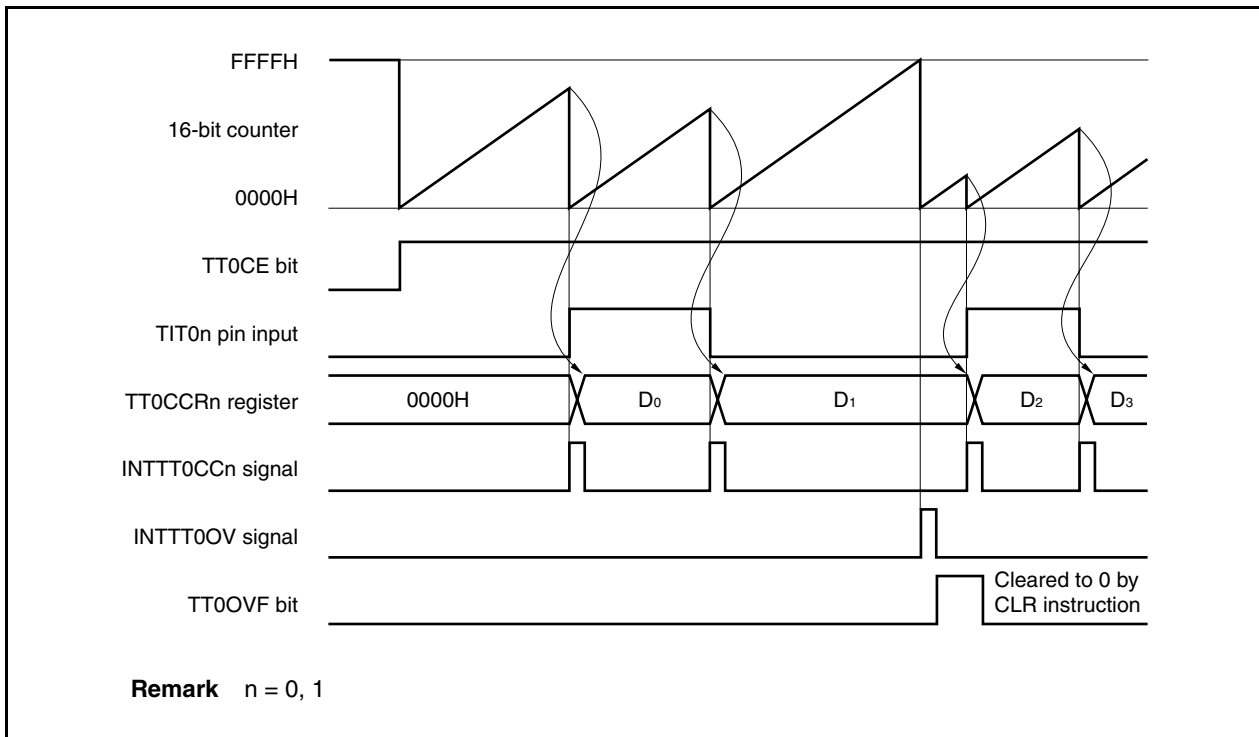 FFFFH
16-bit counter
0000H
TT0CE bit
TIT0n pin input
TT0CCRn register
0000H
D0
D1
D2
D3
INTTT0CCn signal
INTTT0OV signal
TT0OVF bit
Cleared to 0 by
CLR instruction
Remark n = 0, 1